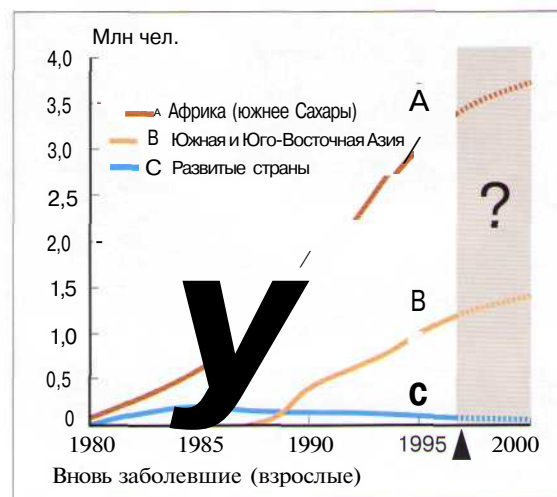 Млн чел.
4,0
3,5
3,0
2,5
2,0
1,5
1,0
0,5
0
A Африка (южнее Сахары)
B Южная и Юго-Восточная Азия
C Развитые страны
A
B
C
?
у
1980 1985 1990 1995 2000
Вновь заболевшие (взрослые)